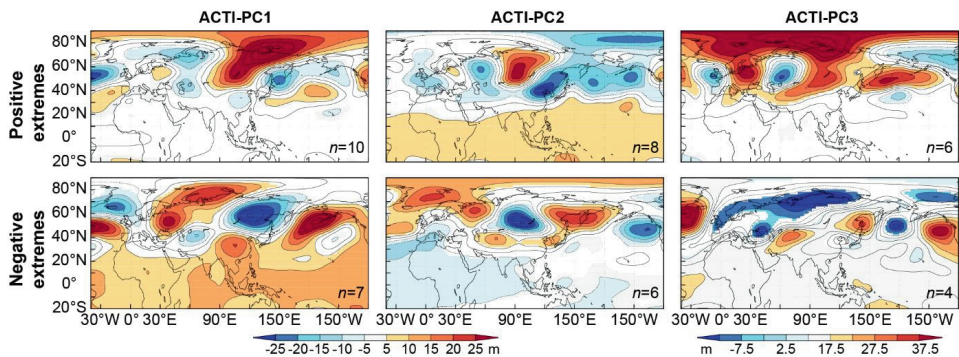 ACTI-PC1 ACTI-PC2 ACTI-PC3
Positive extremes
80°N
60°N
40°N
20°N
0°
20°S
n=10
n=8
n=6
Negative extremes
80°N
60°N
40°N
20°N
0°
20°S
n=7
n=6
n=4
30°W 0° 30°E 90°E 150°E 150°W
30°W 0° 30°E 90°E 150°E 150°W
30°W 0° 30°E 90°E 150°E 150°W
-25 -20 -15 -10 -5 5 10 15 20 25 m
m -7.5 2.5 17.5 27.5 37.5